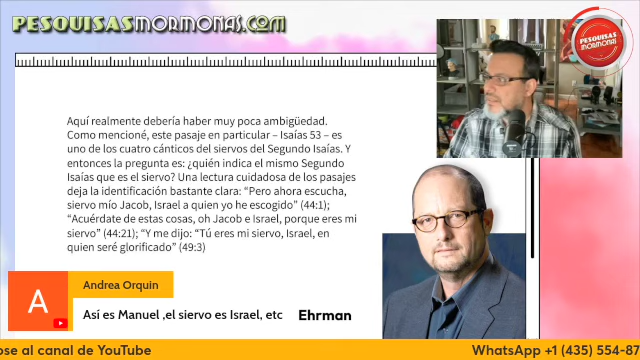 PESQUISASMORMONAS.COM
PESQUISAS
MORMONAS
Aquí realmente debería haber muy poca ambigüedad.
Como mencioné, este pasaje en particular – Isaías 53 – es
uno de los cuatro cánticos del siervos del Segundo Isaías. Y
entonces la pregunta es: ¿quién indica el mismo Segundo
Isaías que es el siervo? Una lectura cuidadosa de los pasajes
deja la identificación bastante clara: “Pero ahora escucha,
siervo mío Jacob, Israel a quien yo he escogido” (44:1);
“Acuérdate de estas cosas, oh Jacob e Israel, porque eres mi
siervo” (44:21); “Y me dijo: “Tú eres mi siervo, Israel, en
quien seré glorificado” (49:3)
A
Andrea Orquin
Así es Manuel ,el siervo es Israel, etc
Ehrman
ose al canal de YouTube
WhatsApp +1 (435) 554-87